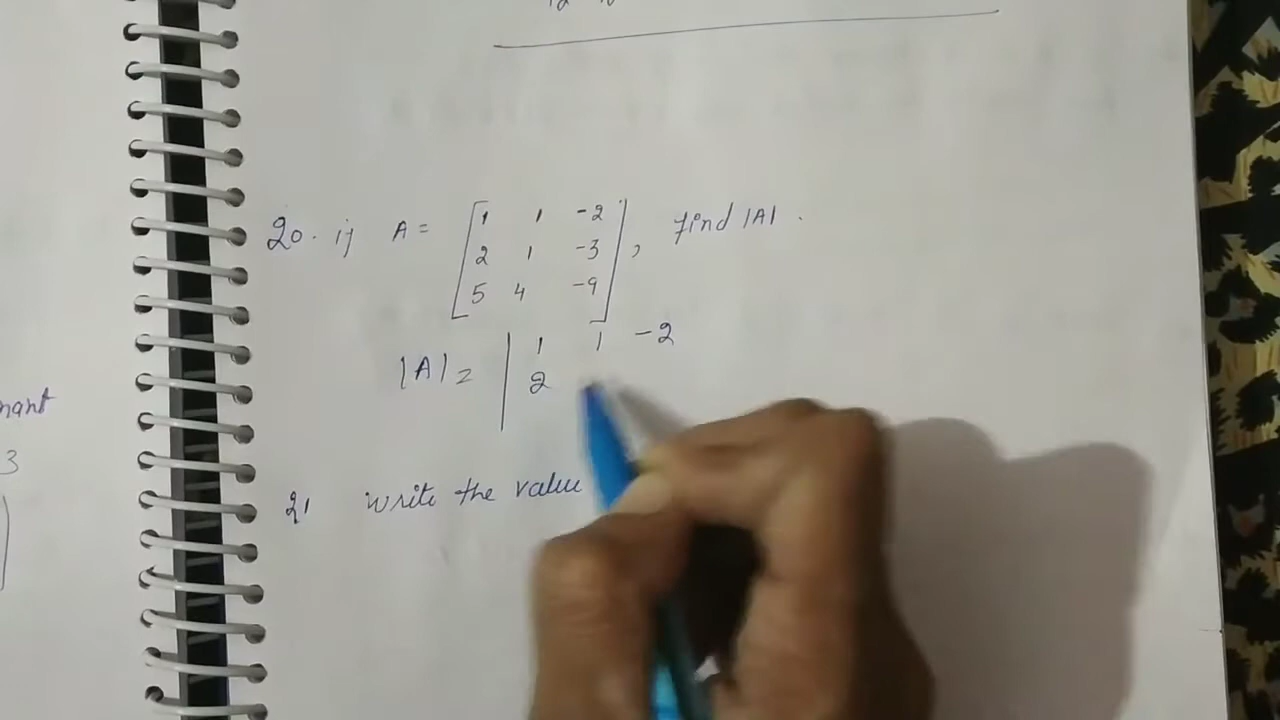 20. if A = [1 1 -2
2 1 -3
5 4 -9], find |A|.
|A| = | 1 1 -2
2
21 write the value
3